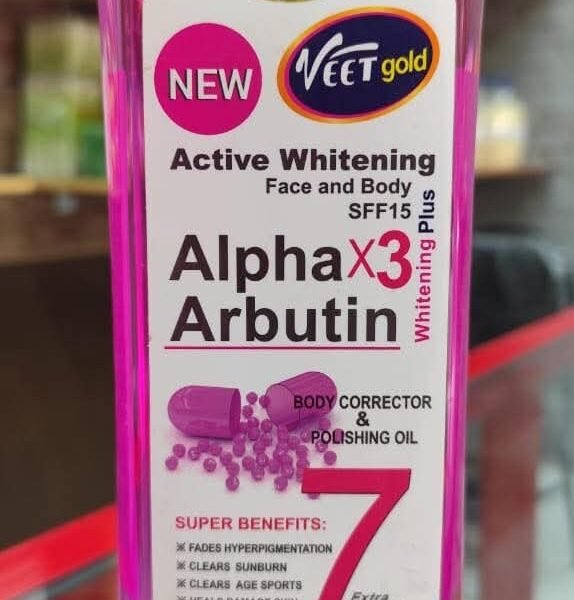 NEW
VEET gold
Active Whitening
Face and Body
SFF15
Alpha x3
Arbutin
Whitening Plus
BODY CORRECTOR
&
POLISHING OIL
7
Extra
SUPER BENEFITS:
※ FADES HYPERPIGMENTATION
※ CLEARS SUNBURN
※ CLEARS AGE SPORTS